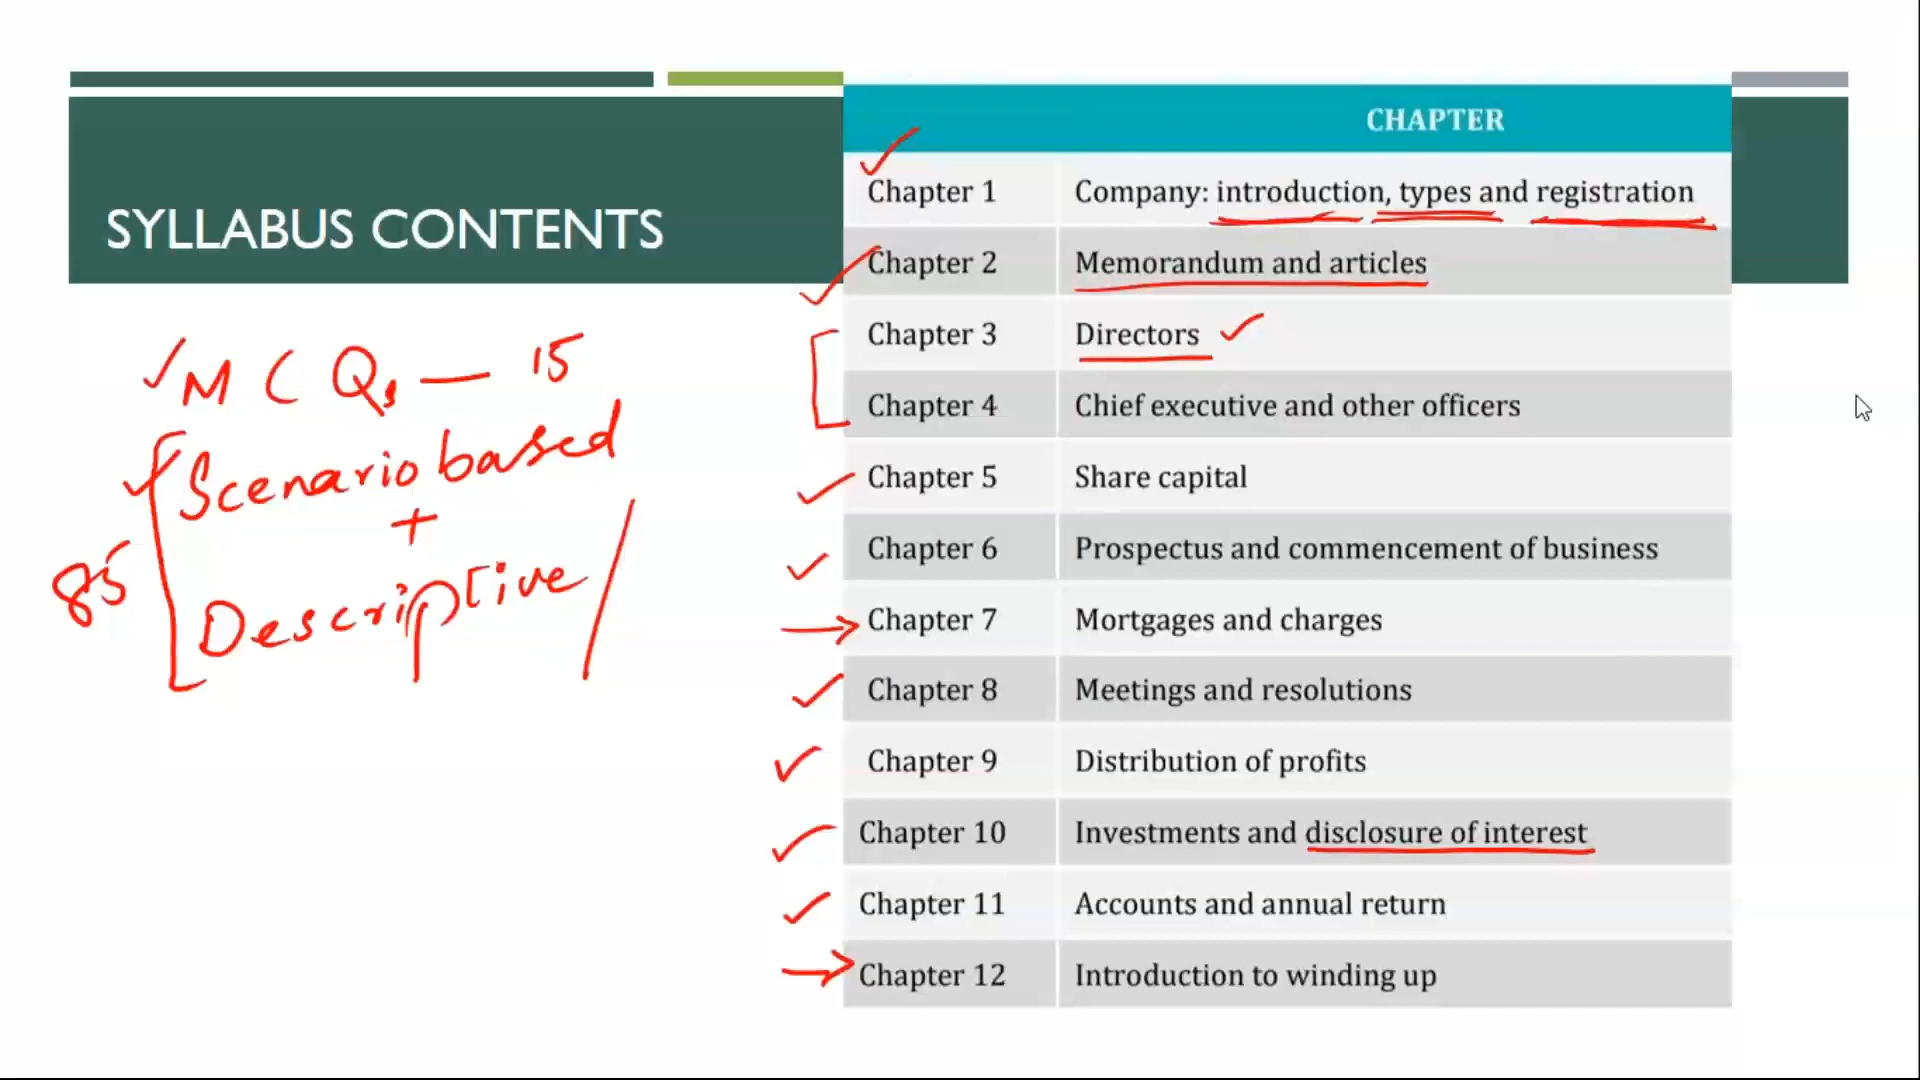 SYLLABUS CONTENTS
MCQs — 15
Scenario based
+
Descriptive
85
CHAPTER
Chapter 1 Company: introduction, types and registration
Chapter 2 Memorandum and articles
Chapter 3 Directors
Chapter 4 Chief executive and other officers
Chapter 5 Share capital
Chapter 6 Prospectus and commencement of business
Chapter 7 Mortgages and charges
Chapter 8 Meetings and resolutions
Chapter 9 Distribution of profits
Chapter 10 Investments and disclosure of interest
Chapter 11 Accounts and annual return
Chapter 12 Introduction to winding up